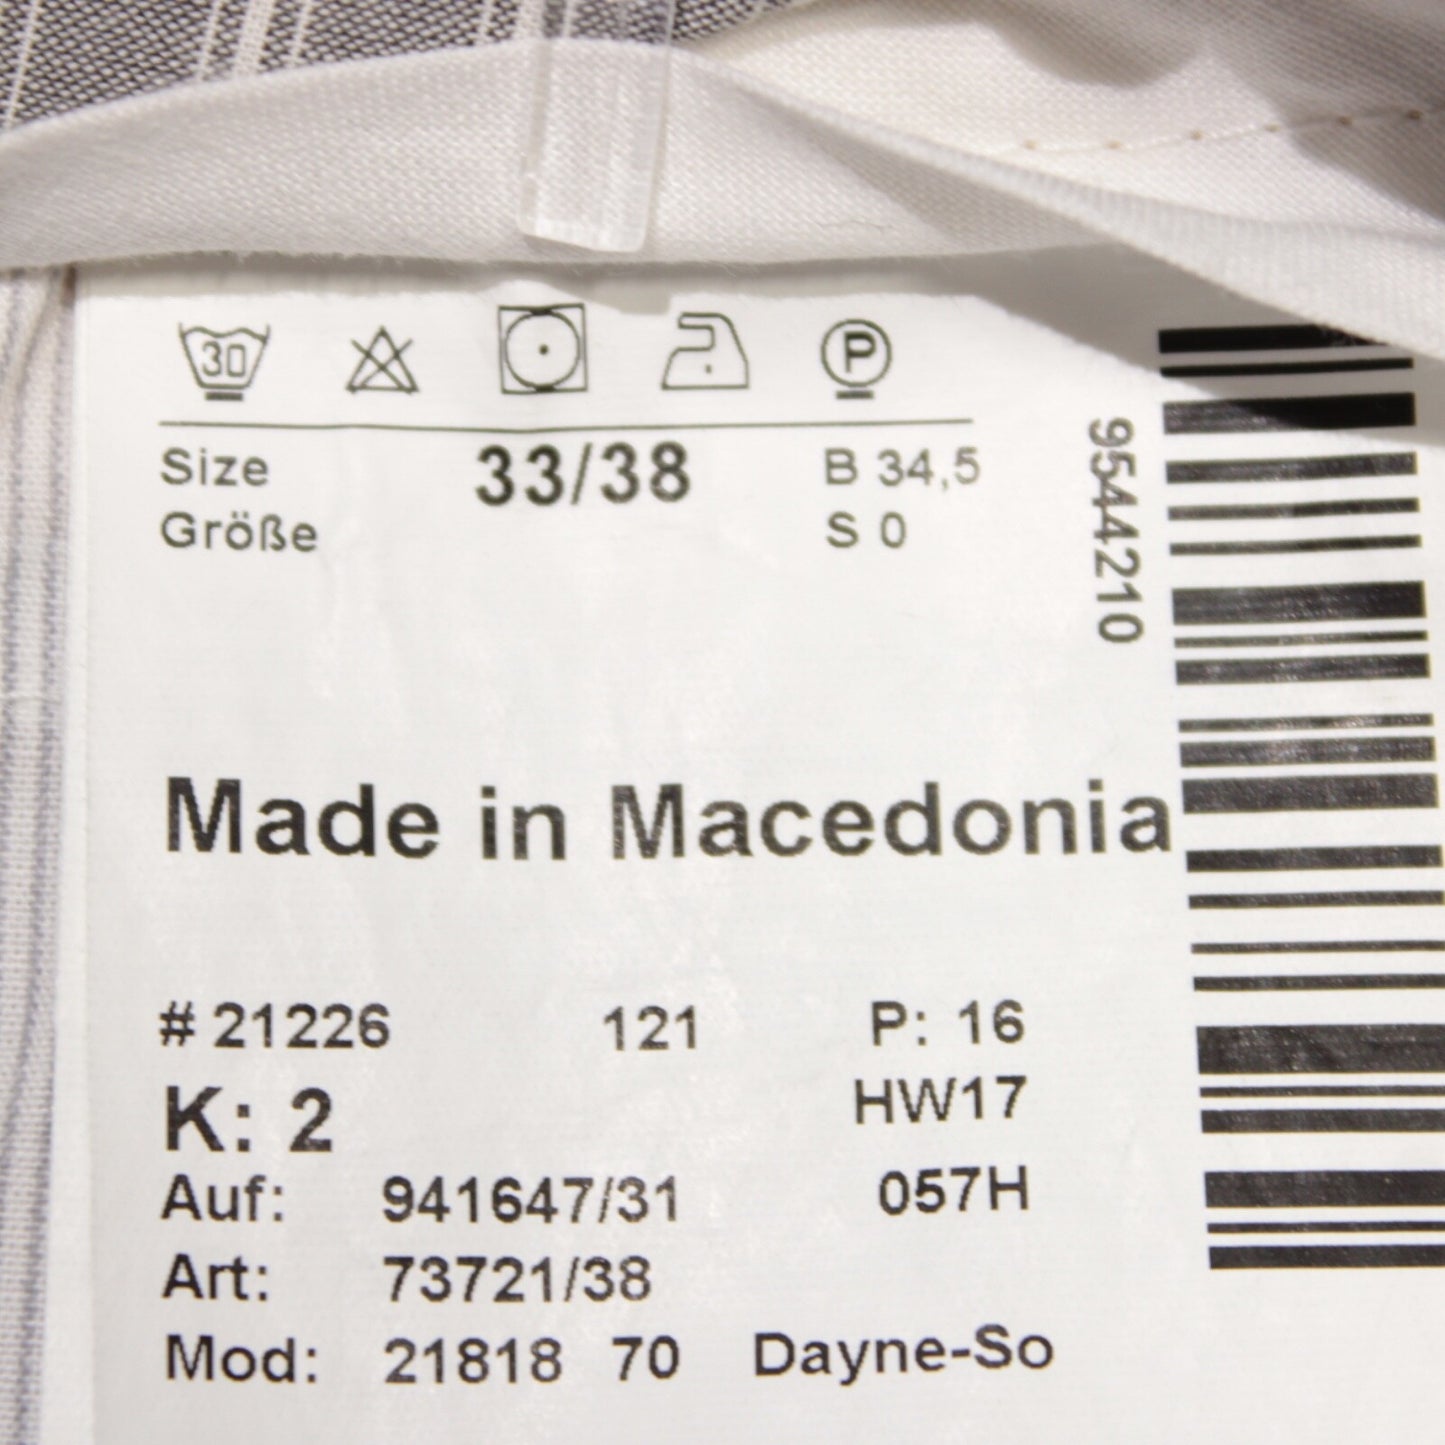 30 P
Size 33/38 B 34,5
Größe S 0
9544210
Made in Macedonia
# 21226 121 P: 16
K: 2 HW17
Auf: 941647/31 057H
Art: 73721/38
Mod: 21818 70 Dayne-So